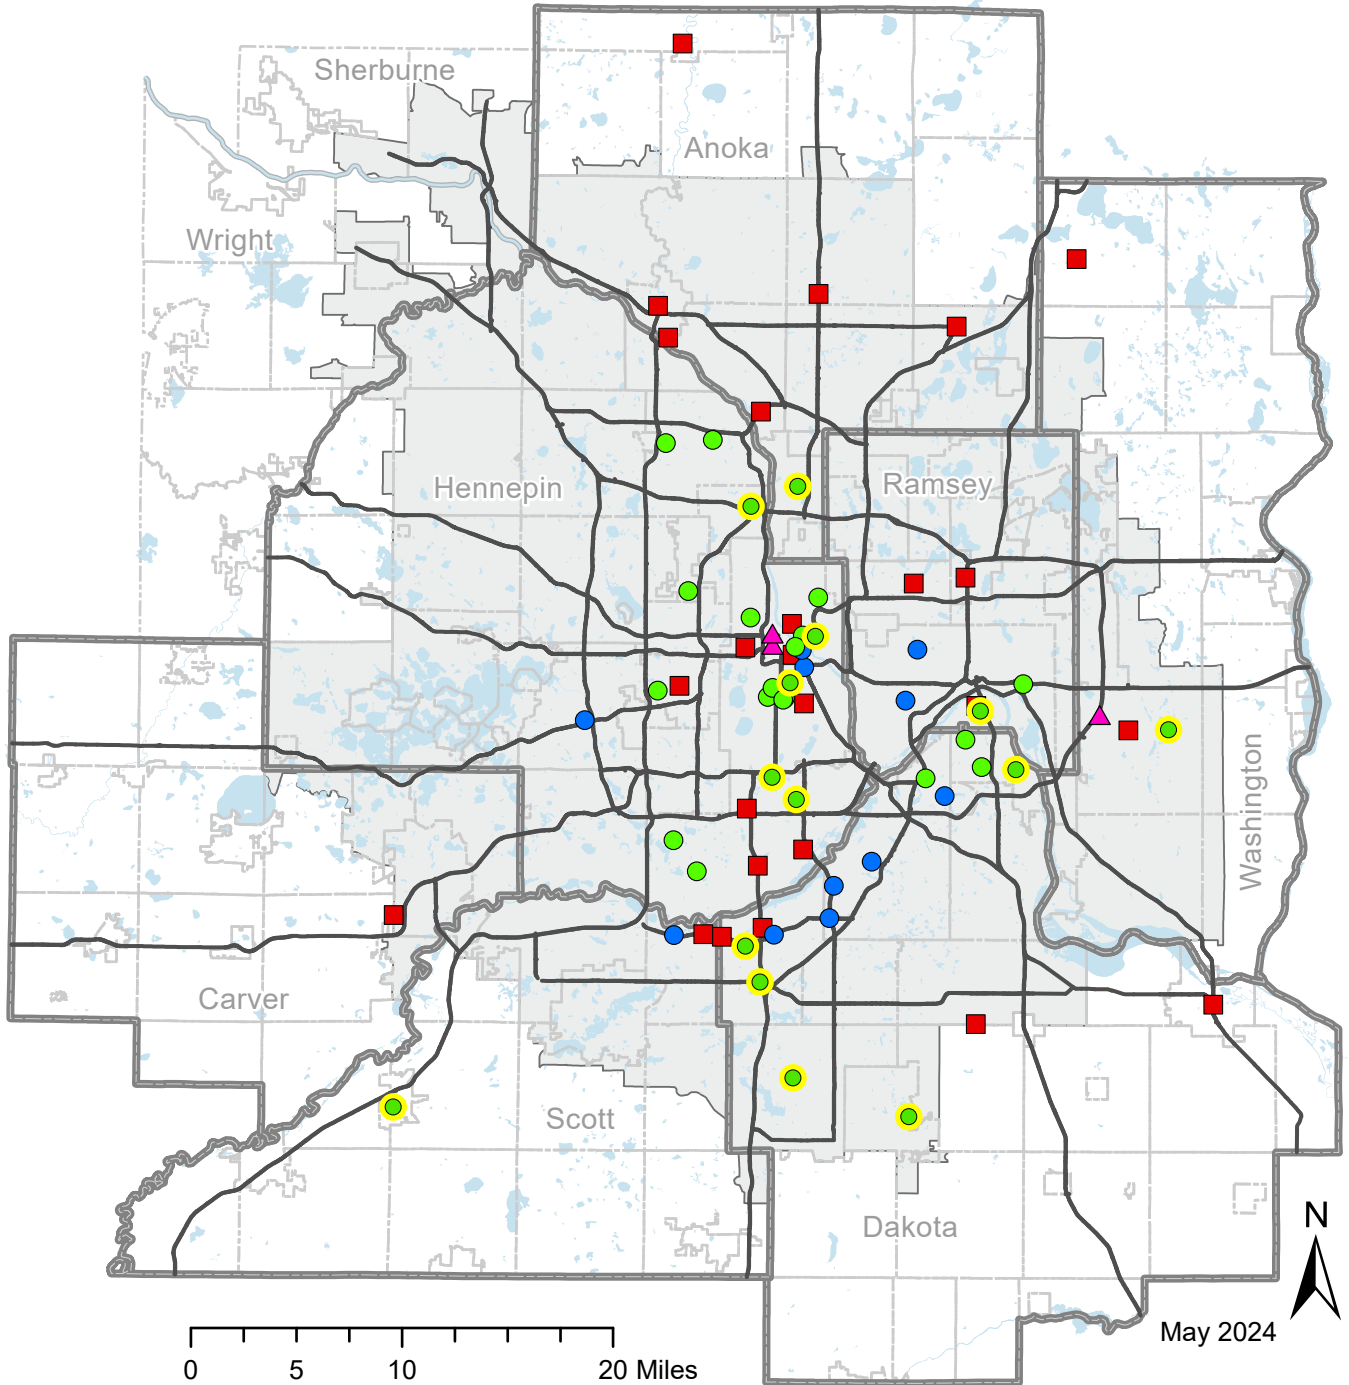 Sherburne
Anoka
Wright
Hennepin
Ramsey
Washington
Carver
Scott
Dakota
N
May 2024
0 5 10 20 Miles